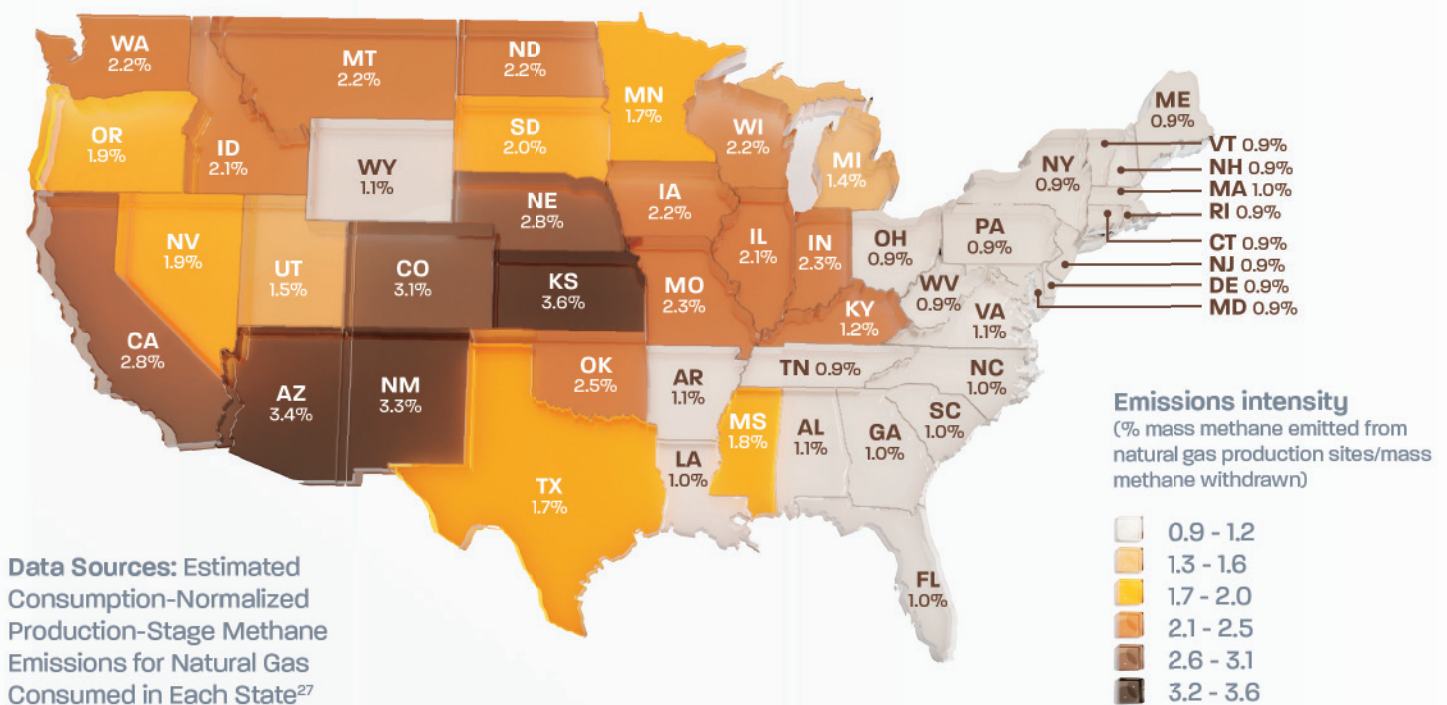 WA
2.2%
MT
2.2%
ND
2.2%
MN
1.7%
OR
1.9%
ID
2.1%
WY
1.1%
SD
2.0%
WI
2.2%
MI
1.4%
NE
2.8%
IA
2.2%
NV
1.9%
UT
1.5%
CO
3.1%
KS
3.6%
MO
2.3%
IL
2.1%
IN
2.3%
OH
0.9%
KY
1.2%
WV
0.9%
VA
1.1%
PA
0.9%
NY
0.9%
ME
0.9%
VT 0.9%
NH 0.9%
MA 1.0%
RI 0.9%
CT 0.9%
NJ 0.9%
DE 0.9%
MD 0.9%
CA
2.8%
AZ
3.4%
NM
3.3%
OK
2.5%
AR
1.1%
TN 0.9%
NC
1.0%
SC
1.0%
MS
1.8%
AL
1.1%
GA
1.0%
LA
1.0%
TX
1.7%
FL
1.0%
Emissions intensity
(% mass methane emitted from
natural gas production sites/mass
methane withdrawn)
0.9 - 1.2
1.3 - 1.6
1.7 - 2.0
2.1 - 2.5
2.6 - 3.1
3.2 - 3.6
Data Sources: Estimated
Consumption-Normalized
Production-Stage Methane
Emissions for Natural Gas
Consumed in Each State27